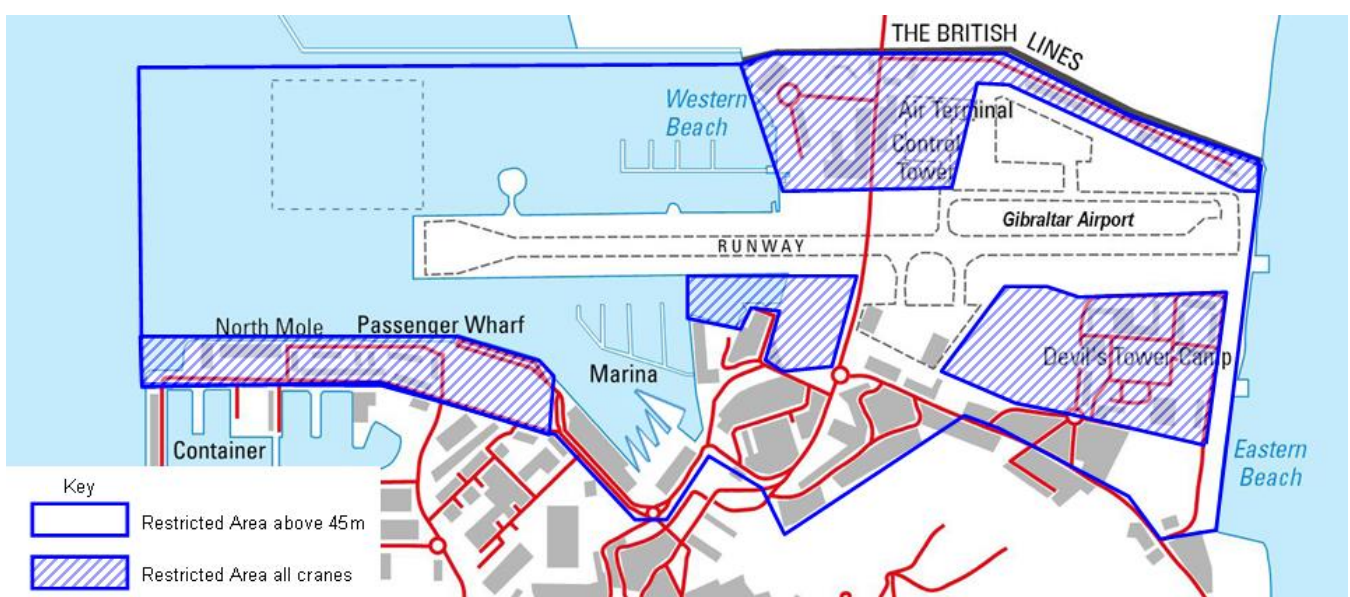 THE BRITISH LINES
Western
Beach
Air Terminal
Control
Tower
Gibraltar Airport
RUNWAY
North Mole
Passenger Wharf
Marina
Devil's Tower Camp
Container
Eastern
Beach
Key
Restricted Area above 45m
Restricted Area all cranes